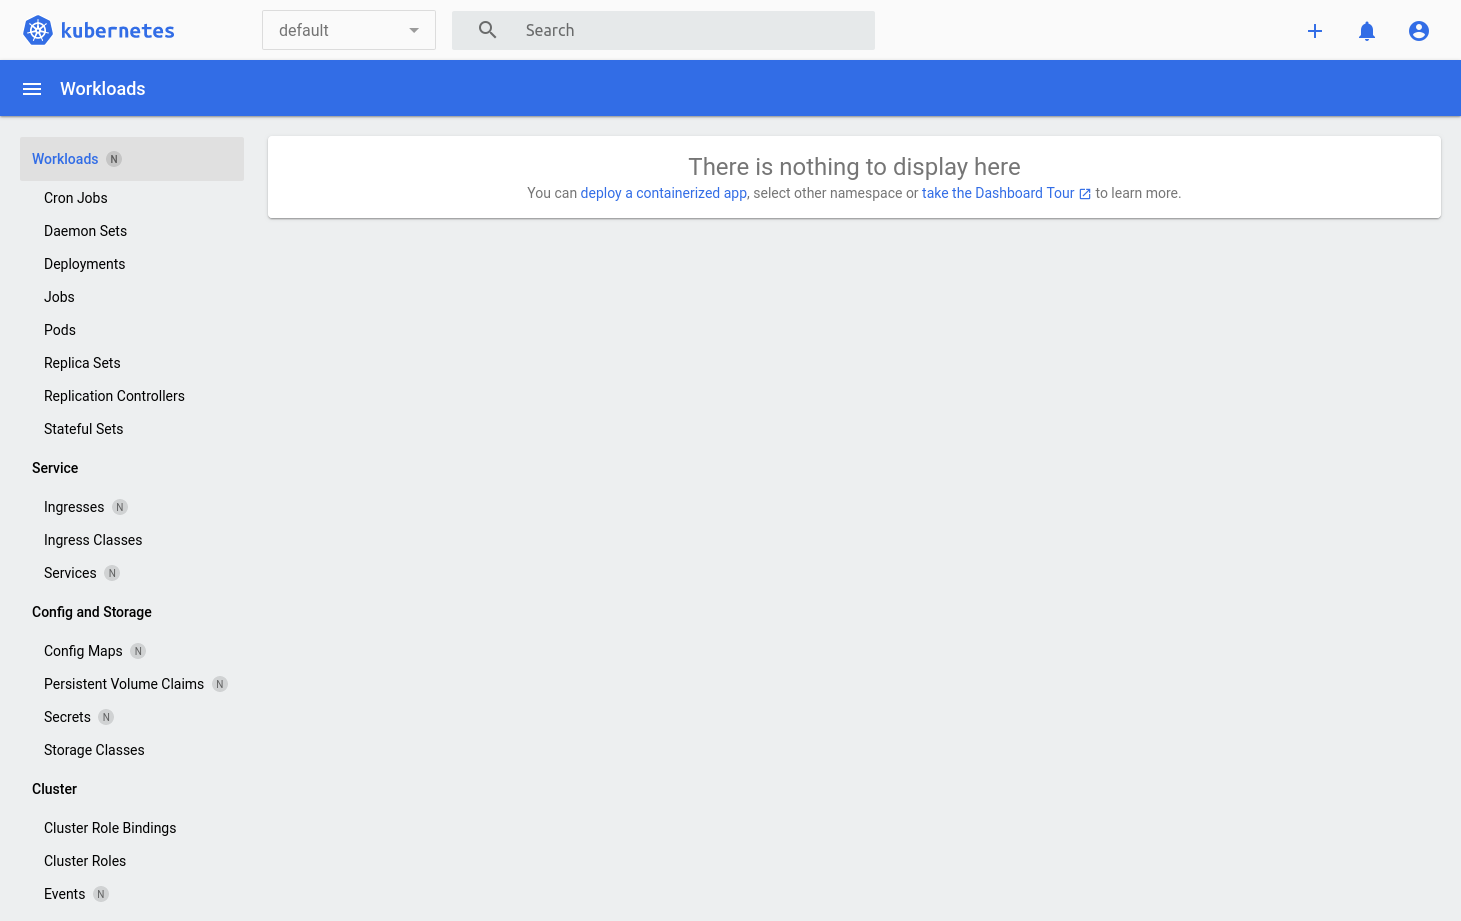 kubernetes
default
Search
Workloads
Workloads N
Cron Jobs
Daemon Sets
Deployments
Jobs
Pods
Replica Sets
Replication Controllers
Stateful Sets
Service
Ingresses N
Ingress Classes
Services N
Config and Storage
Config Maps N
Persistent Volume Claims N
Secrets N
Storage Classes
Cluster
Cluster Role Bindings
Cluster Roles
Events N
There is nothing to display here
You can deploy a containerized app, select other namespace or take the Dashboard Tour to learn more.